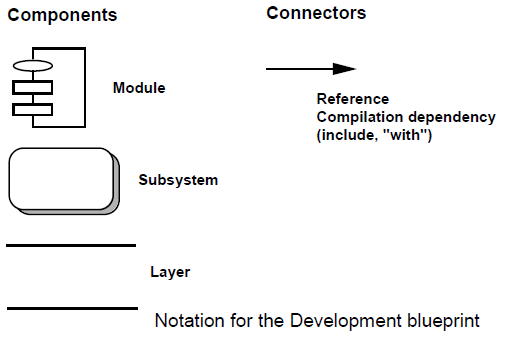 Components
Connectors
Module
Reference
Compilation dependency
(include, "with")
Subsystem
Layer
Notation for the Development blueprint